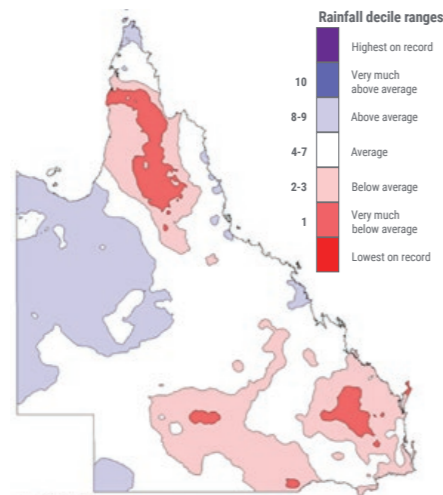 Rainfall decile ranges
Highest on record
10
Very much
above average
8-9
Above average
4-7
Average
2-3
Below average
1
Very much
below average
Lowest on record